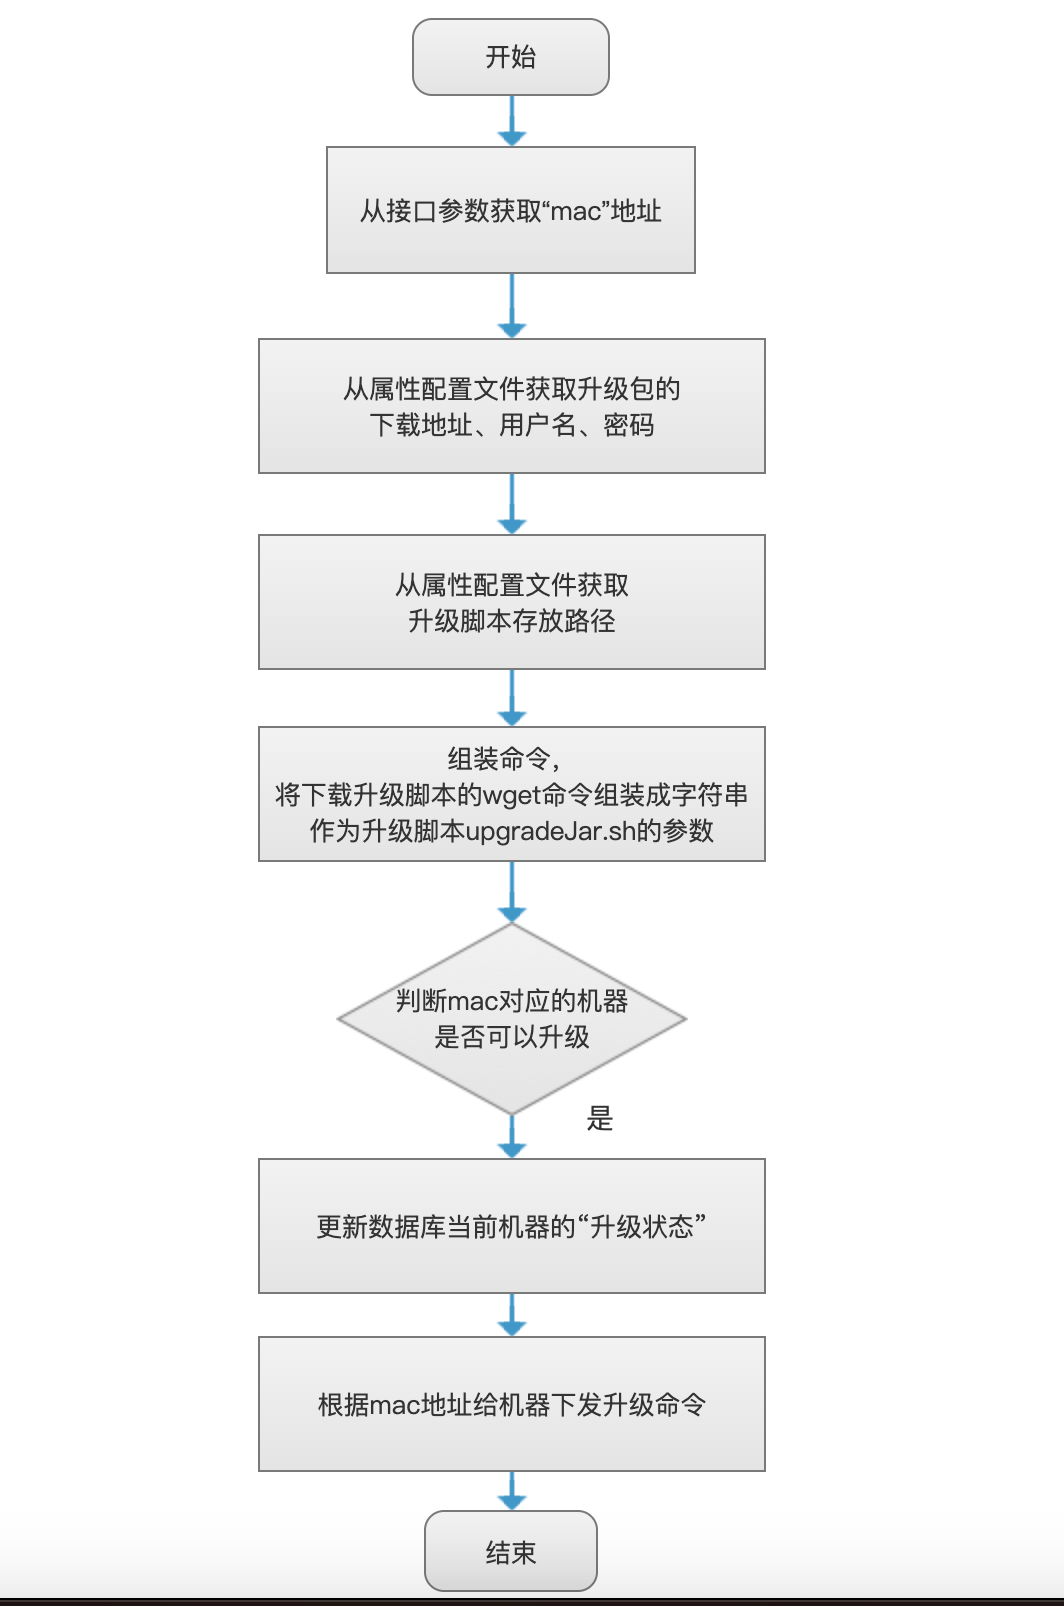 开始
从接口参数获取“mac”地址
从属性配置文件获取升级包的
下载地址、用户名、密码
从属性配置文件获取
升级脚本存放路径
组装命令，
将下载升级脚本的wget命令组装成字符串
作为升级脚本upgradeJar.sh的参数
判断mac对应的机器
是否可以升级
是
更新数据库当前机器的“升级状态”
根据mac地址给机器下发升级命令
结束